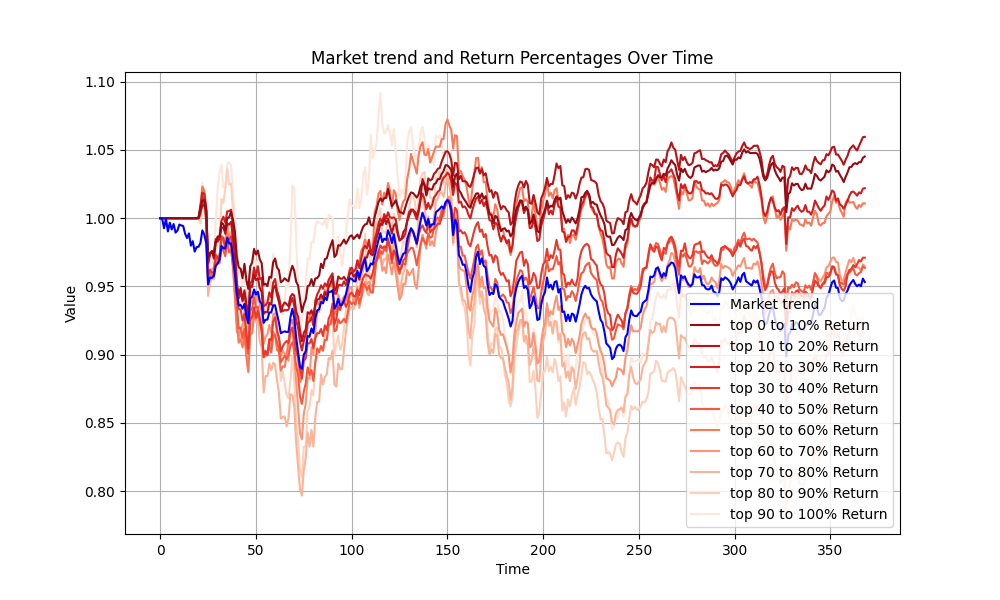 Market trend and Return Percentages Over Time
1.10
1.05
1.00
0.95
0.90
0.85
0.80
Value
0 50 100 150 200 250 300 350
Time
Market trend
top 0 to 10% Return
top 10 to 20% Return
top 20 to 30% Return
top 30 to 40% Return
top 40 to 50% Return
top 50 to 60% Return
top 60 to 70% Return
top 70 to 80% Return
top 80 to 90% Return
top 90 to 100% Return